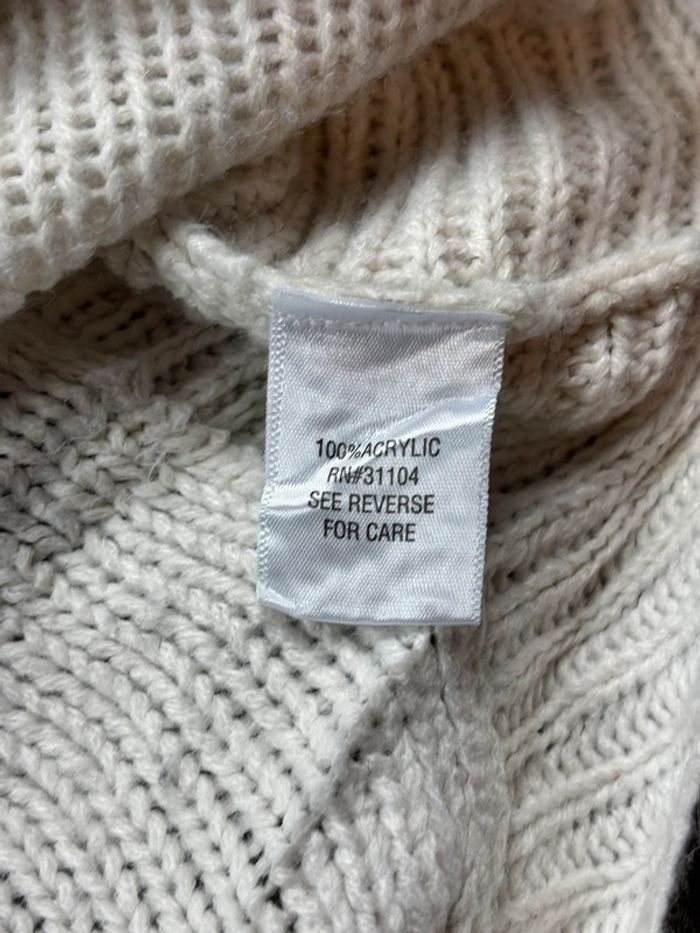 100%ACRYLIC
RN#31104
SEE REVERSE
FOR CARE